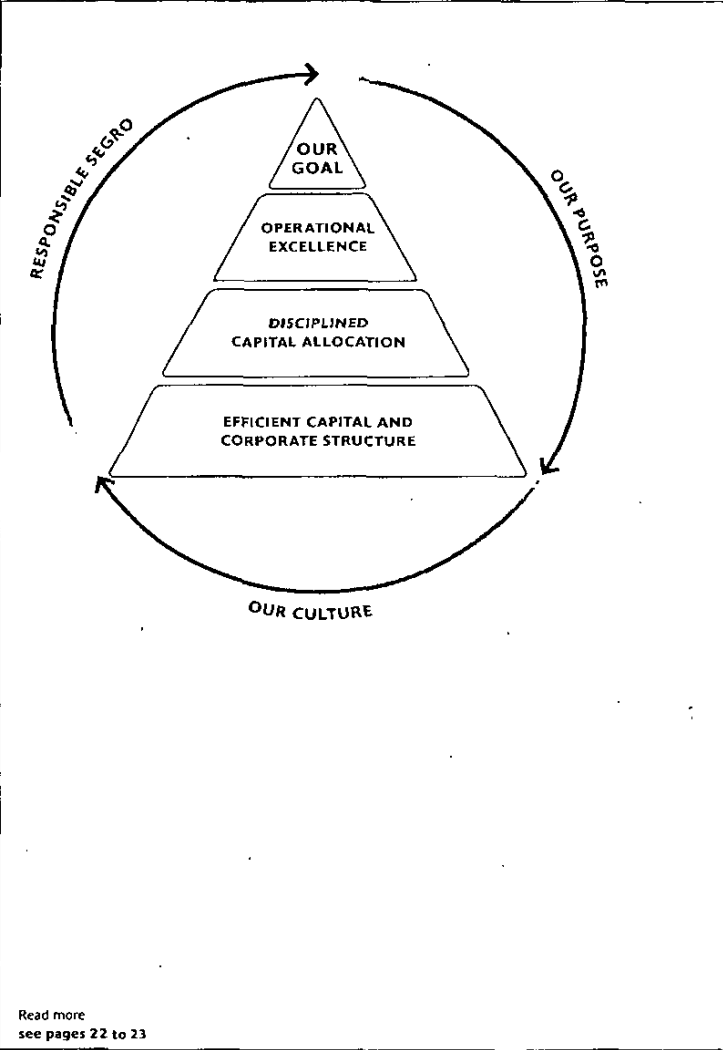 RESPONSIBLE SEGRO
OUR PURPOSE
OUR
GOAL
OPERATIONAL
EXCELLENCE
DISCIPLINED
CAPITAL ALLOCATION
EFFICIENT CAPITAL AND
CORPORATE STRUCTURE
OUR CULTURE
Read more
see pages 22 to 23